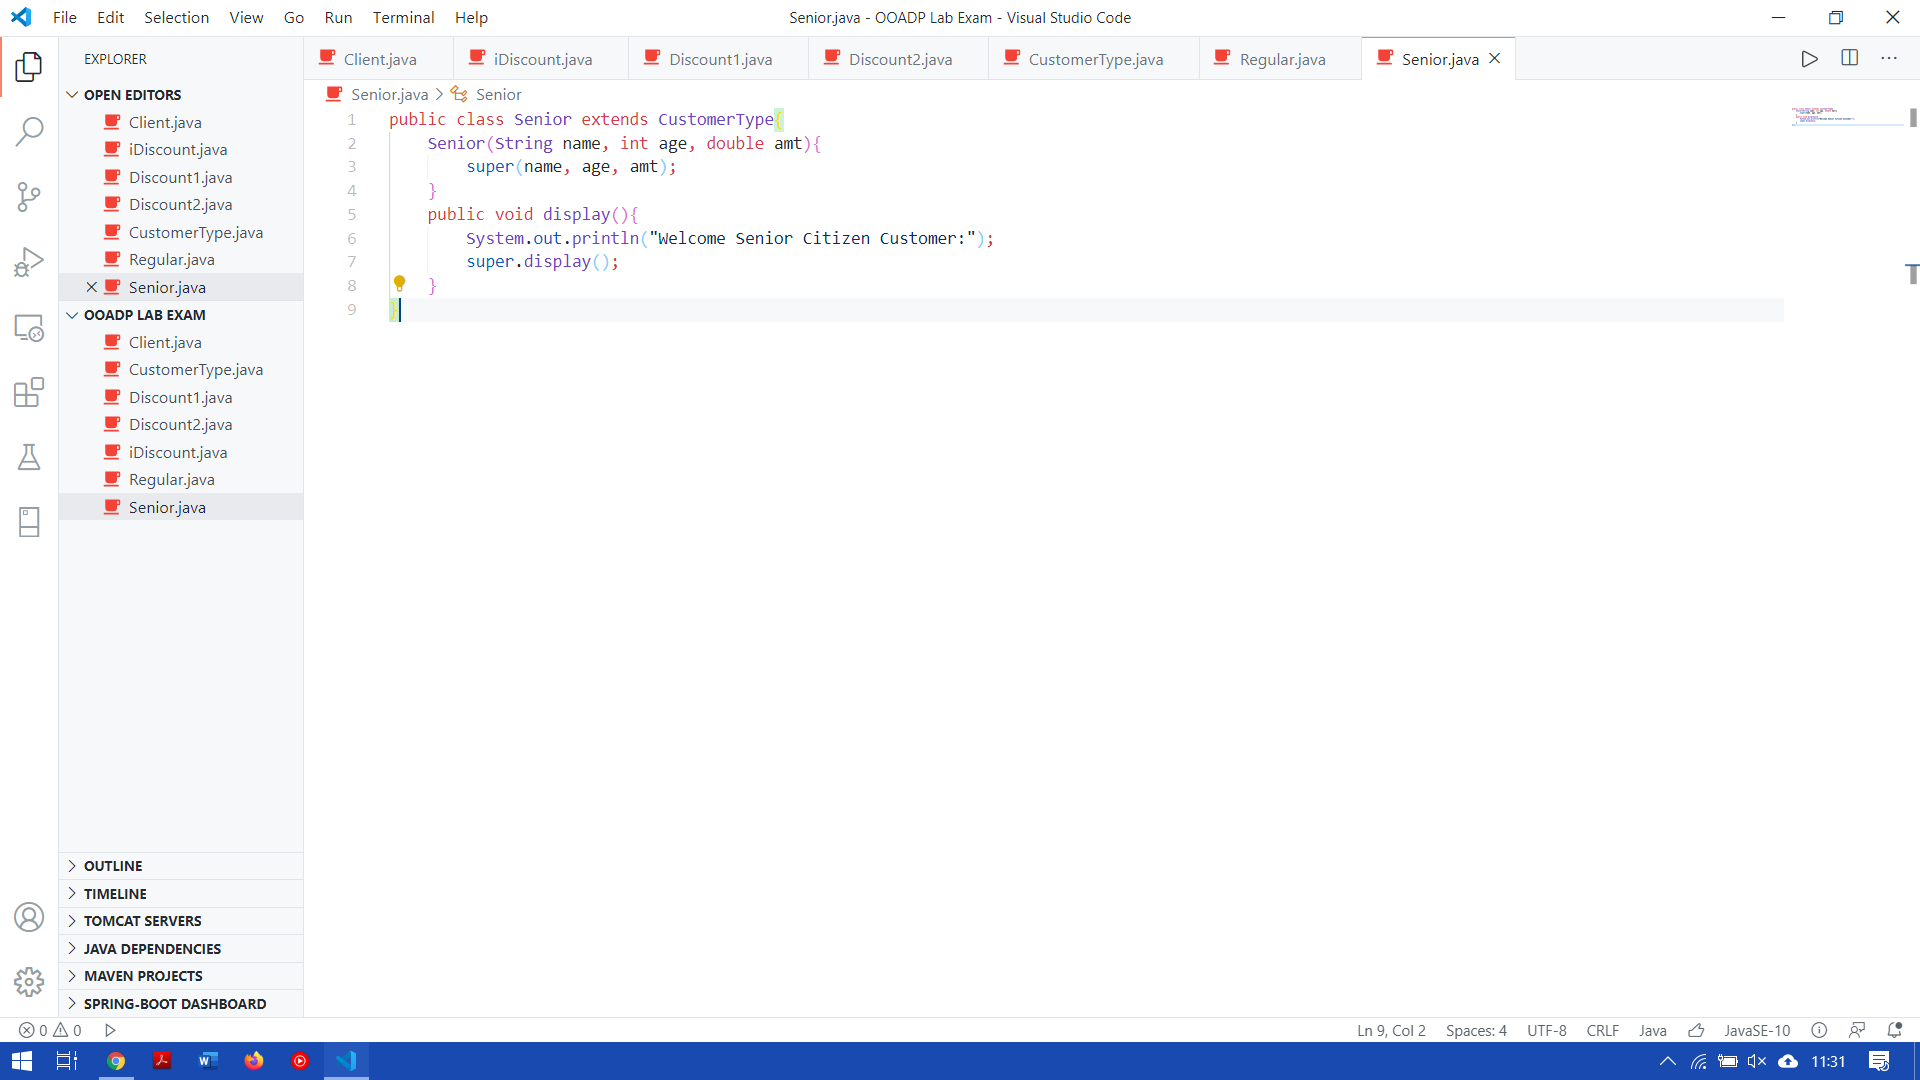 File Edit Selection View Go Run Terminal Help
Senior.java - OOADP Lab Exam - Visual Studio Code
EXPLORER
OPEN EDITORS
Client.java
iDiscount.java
Discount1.java
Discount2.java
CustomerType.java
Regular.java
Senior.java
OOADP LAB EXAM
Client.java
CustomerType.java
Discount1.java
Discount2.java
iDiscount.java
Regular.java
Senior.java
OUTLINE
TIMELINE
TOMCAT SERVERS
JAVA DEPENDENCIES
MAVEN PROJECTS
SPRING-BOOT DASHBOARD
Client.java iDiscount.java Discount1.java Discount2.java CustomerType.java Regular.java Senior.java
Senior.java > Senior
1 public class Senior extends CustomerType{
2 Senior(String name, int age, double amt){
3 super(name, age, amt);
4 }
5 public void display(){
6 System.out.println("Welcome Senior Citizen Customer:");
7 super.display();
8 }
9 }
0 0 Ln 9, Col 2 Spaces: 4 UTF-8 CRLF Java JavaSE-10
11:31